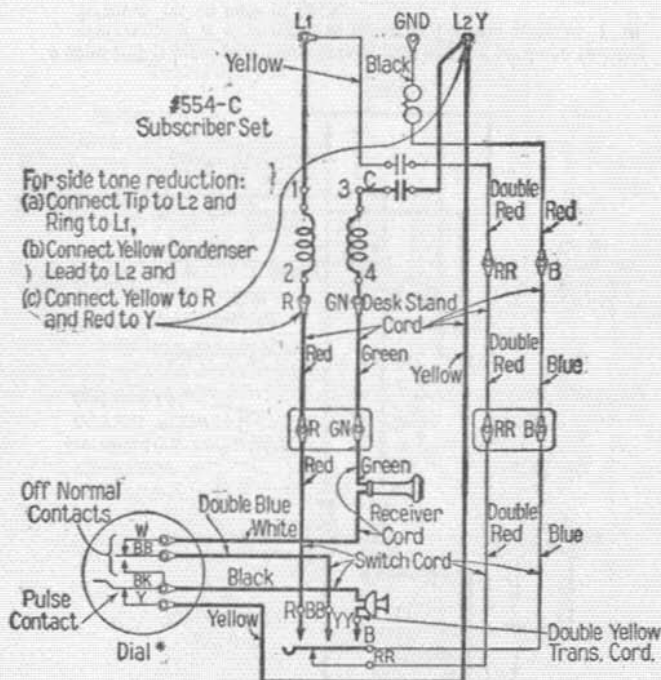 L1
GND
L2 Y
Yellow
Black
#554-C
Subscriber Set
For side tone reduction:
(a) Connect Tip to L2 and
Ring to L1,
(b) Connect Yellow Condenser
Lead to L2 and
(c) Connect Yellow to R
and Red to Y
1
3
C
2
4
Double
Red
Red
RR
B
R
GN
Desk Stand
Cord
Red
Green
Yellow
Double
Red
Blue
R
GN
RR
B
Red
Green
Off Normal
Contacts
Double Blue
White
Receiver
Cord
Double
Red
Blue
W
BB
BK
Y
Switch Cord
Black
Pulse
Contact
Yellow
R
BB
YY
B
RR
Double Yellow
Trans. Cord.
Dial *